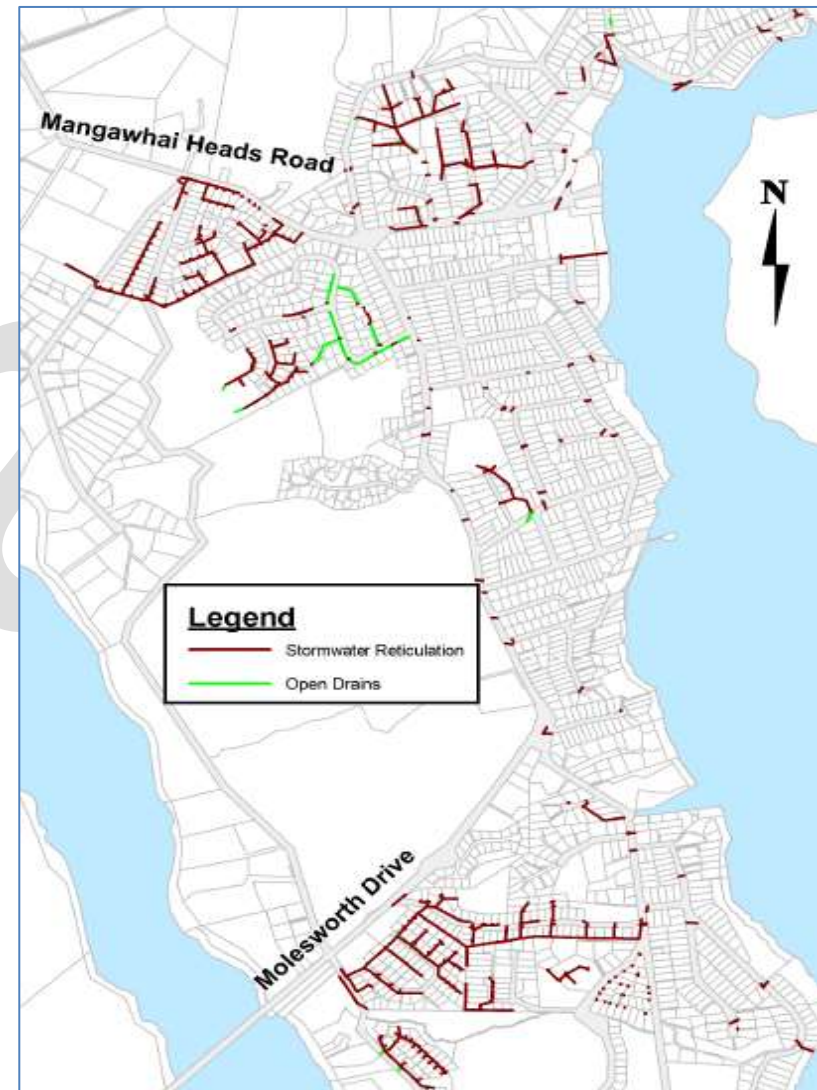 Mangawhai Heads Road
N
Legend
Stormwater Reticulation
Open Drains
Molesworth Drive